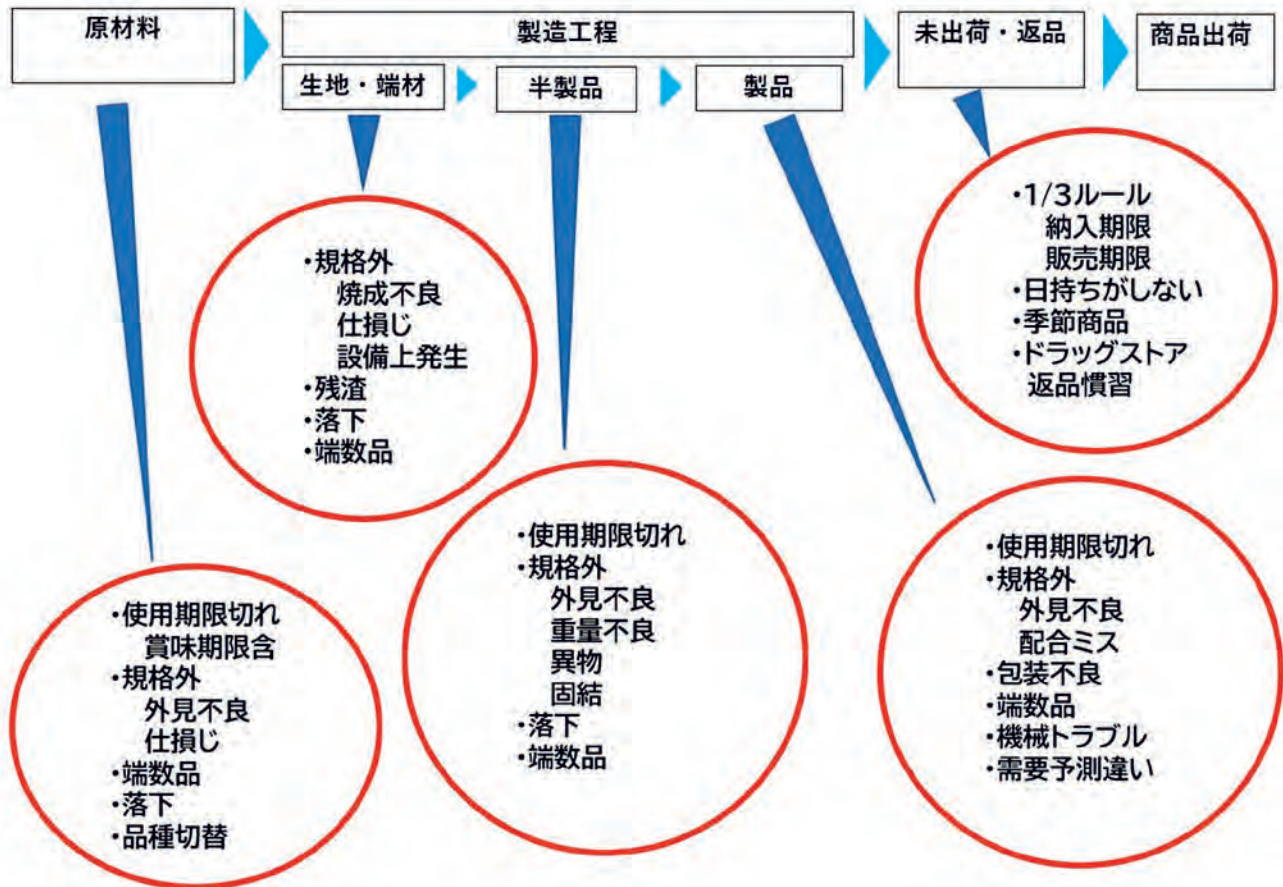 原材料
製造工程
未出荷・返品
商品出荷
生地・端材
半製品
製品
・1/3ルール
納入期限
販売期限
・日持ちがしない
・季節商品
・ドラッグストア
返品慣習
・規格外
焼成不良
仕損じ
設備上発生
・残渣
・落下
・端数品
・使用期限切れ
・規格外
外見不良
重量不良
異物
固結
・落下
・端数品
・使用期限切れ
・規格外
外見不良
配合ミス
・包装不良
・端数品
・機械トラブル
・需要予測違い
・使用期限切れ
賞味期限含
・規格外
外見不良
仕損じ
・端数品
・落下
・品種切替